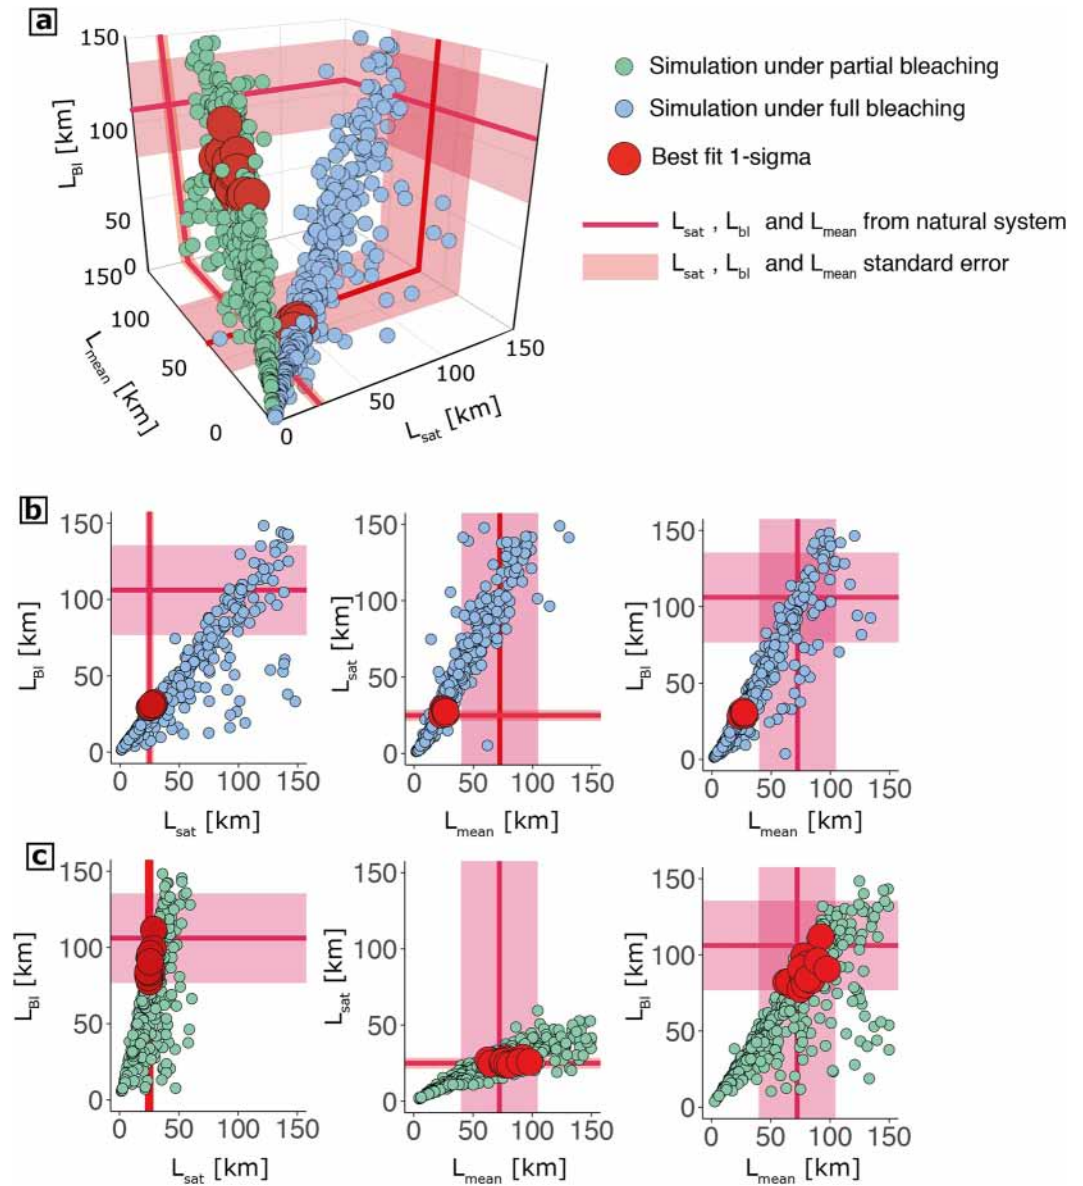 a
150
100
50
0
L_Bl [km]
150
100
50
0
L_mean [km]
0
50
100
150
L_sat [km]
Simulation under partial bleaching
Simulation under full bleaching
Best fit 1-sigma
L_sat , L_bl and L_mean from natural system
L_sat , L_bl and L_mean standard error
b
150
100
50
0
L_Bl [km]
0 50 100 150
L_sat [km]
150
100
50
0
L_sat [km]
0 50 100 150
L_mean [km]
150
100
50
0
L_Bl [km]
0 50 100 150
L_mean [km]
c
150
100
50
0
L_Bl [km]
0 50 100 150
L_sat [km]
150
100
50
0
L_sat [km]
0 50 100 150
L_mean [km]
150
100
50
0
L_Bl [km]
0 50 100 150
L_mean [km]